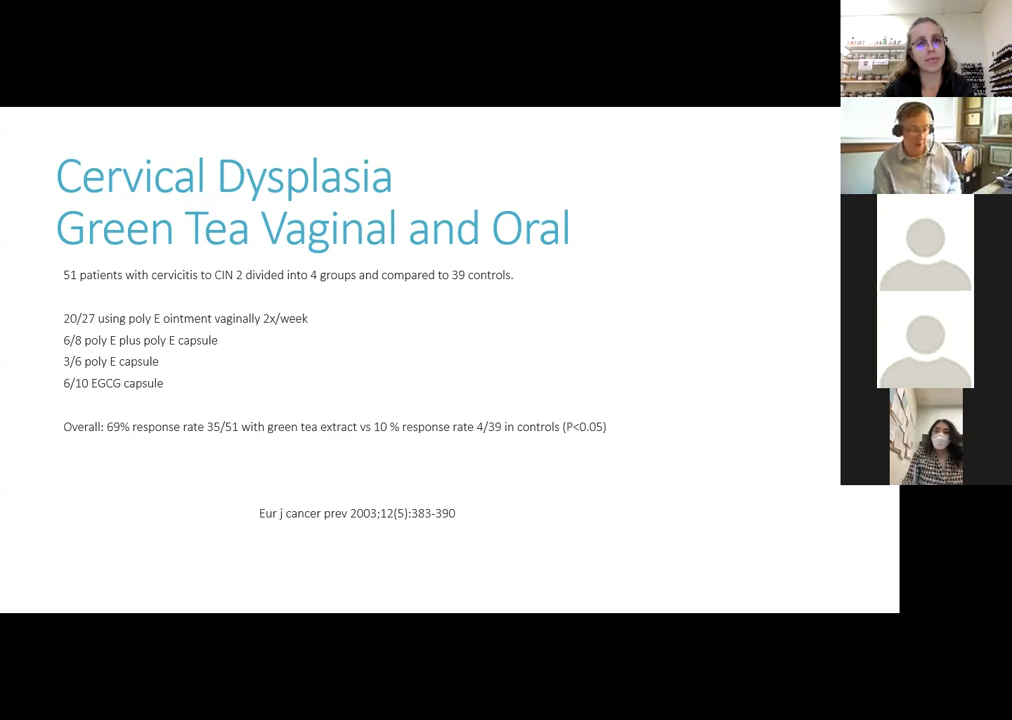 Cervical Dysplasia
Green Tea Vaginal and Oral
51 patients with cervicitis to CIN 2 divided into 4 groups and compared to 39 controls.
20/27 using poly E ointment vaginally 2x/week
6/8 poly E plus poly E capsule
3/6 poly E capsule
6/10 EGCG capsule
Overall: 69% response rate 35/51 with green tea extract vs 10 % response rate 4/39 in controls (P<0.05)
Eur j cancer prev 2003;12(5):383-390